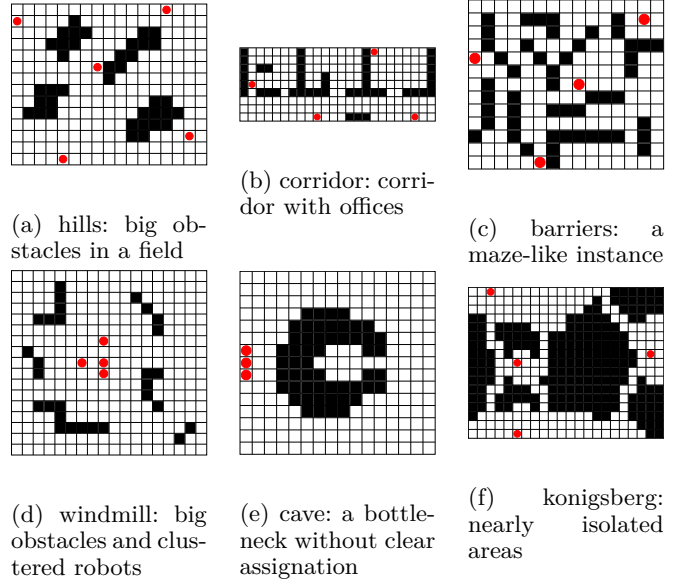 (a) hills: big ob-
stacles in a field
(b) corridor: corri-
dor with offices
(c) barriers: a
maze-like instance
(d) windmill: big
obstacles and clus-
tered robots
(e) cave: a bottle-
neck without clear
assignation
(f) konigsberg:
nearly isolated
areas